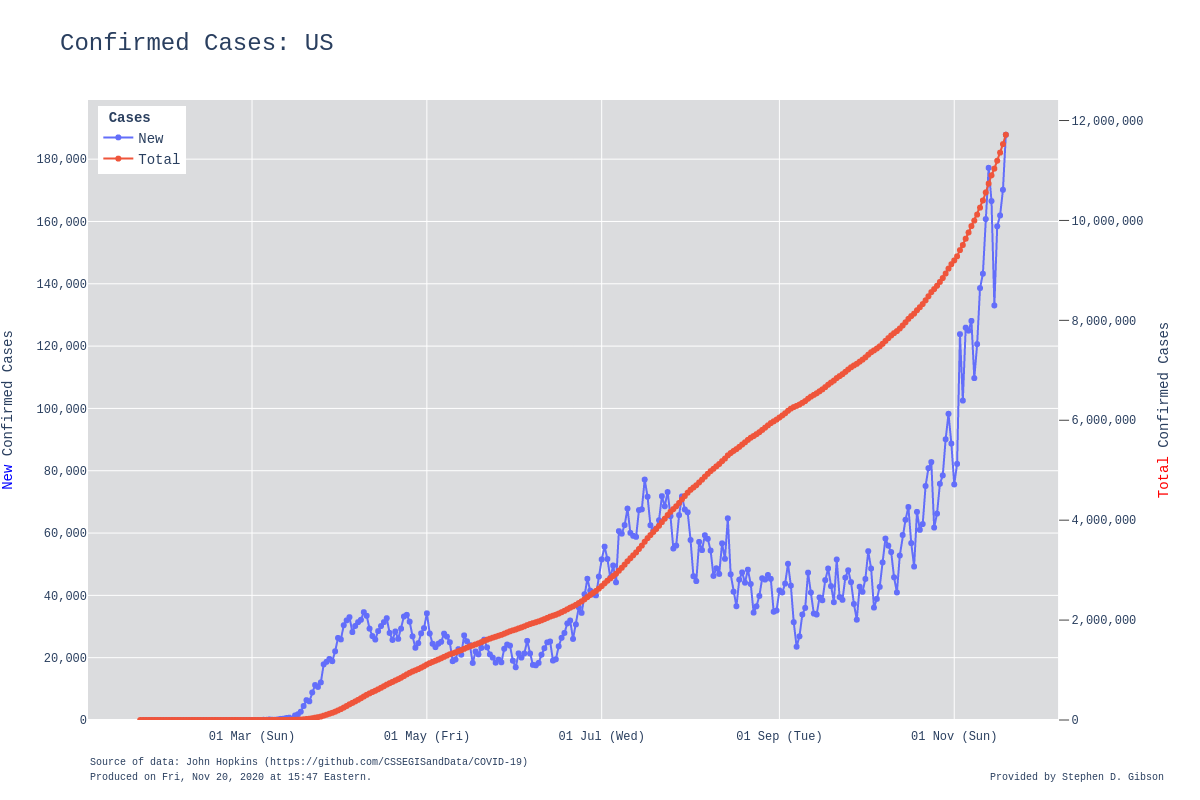 Confirmed Cases: US
Cases
New
Total
180,000
160,000
140,000
120,000
100,000
80,000
60,000
40,000
20,000
0
New Confirmed Cases
12,000,000
10,000,000
8,000,000
6,000,000
4,000,000
2,000,000
0
Total Confirmed Cases
01 Mar (Sun)
01 May (Fri)
01 Jul (Wed)
01 Sep (Tue)
01 Nov (Sun)
Source of data: John Hopkins (https://github.com/CSSEGISandData/COVID-19)
Produced on Fri, Nov 20, 2020 at 15:47 Eastern.
Provided by Stephen D. Gibson